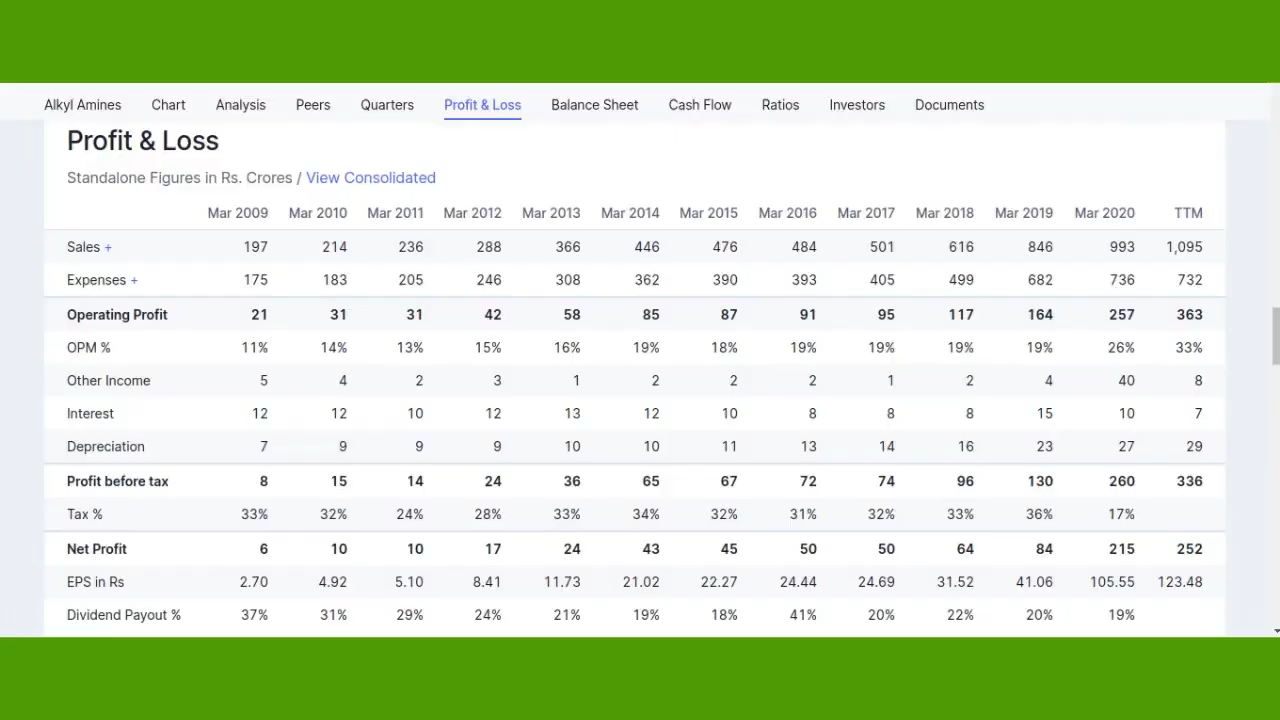 Alkyl Amines Chart Analysis Peers Quarters Profit & Loss Balance Sheet Cash Flow Ratios Investors Documents
Profit & Loss
Standalone Figures in Rs. Crores / View Consolidated
Mar 2009 Mar 2010 Mar 2011 Mar 2012 Mar 2013 Mar 2014 Mar 2015 Mar 2016 Mar 2017 Mar 2018 Mar 2019 Mar 2020 TTM
Sales + 197 214 236 288 366 446 476 484 501 616 846 993 1,095
Expenses + 175 183 205 246 308 362 390 393 405 499 682 736 732
Operating Profit 21 31 31 42 58 85 87 91 95 117 164 257 363
OPM % 11% 14% 13% 15% 16% 19% 18% 19% 19% 19% 19% 26% 33%
Other Income 5 4 2 3 1 2 2 2 1 2 4 40 8
Interest 12 12 10 12 13 12 10 8 8 8 15 10 7
Depreciation 7 9 9 9 10 10 11 13 14 16 23 27 29
Profit before tax 8 15 14 24 36 65 67 72 74 96 130 260 336
Tax % 33% 32% 24% 28% 33% 34% 32% 31% 32% 33% 36% 17%
Net Profit 6 10 10 17 24 43 45 50 50 64 84 215 252
EPS in Rs 2.70 4.92 5.10 8.41 11.73 21.02 22.27 24.44 24.69 31.52 41.06 105.55 123.48
Dividend Payout % 37% 31% 29% 24% 21% 19% 18% 41% 20% 22% 20% 19%